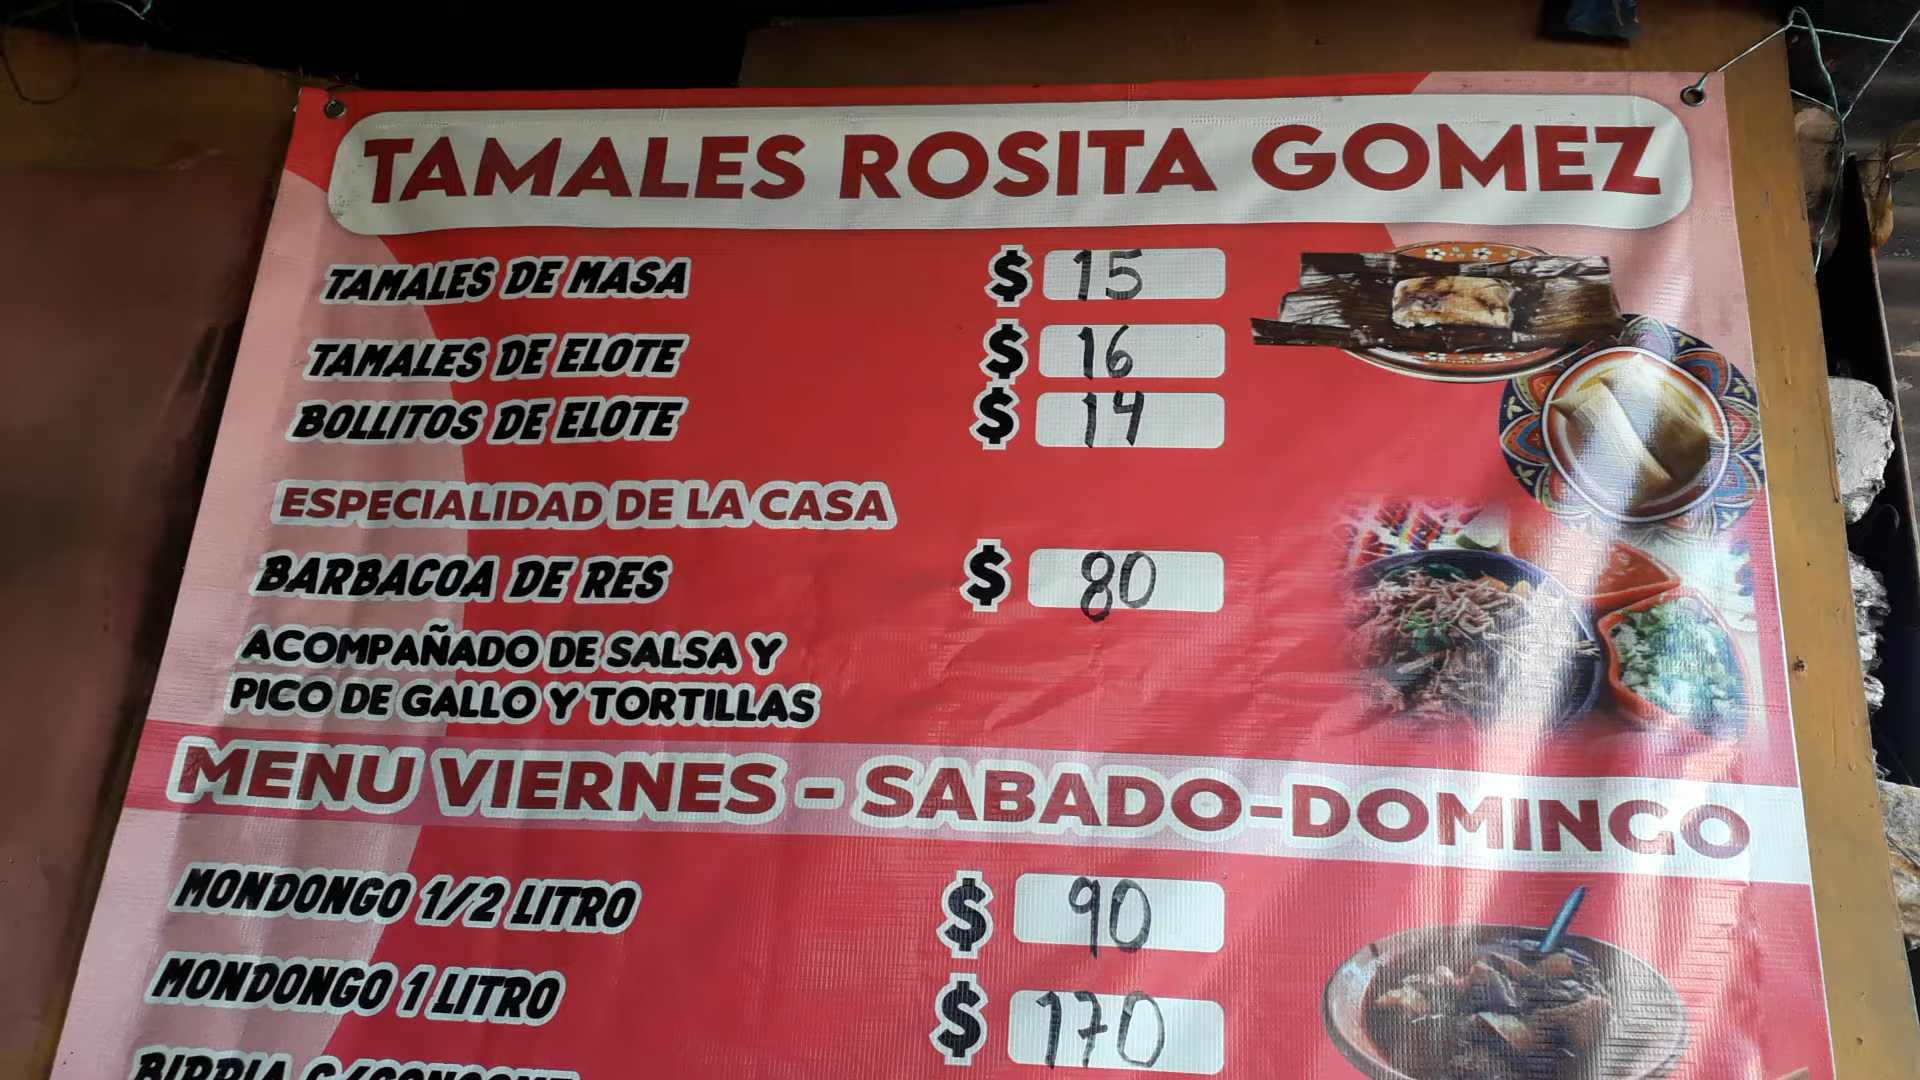 TAMALES ROSITA GOMEZ
TAMALES DE MASA $ 15
TAMALES DE ELOTE $ 16
BOLLITOS DE ELOTE $ 14
ESPECIALIDAD DE LA CASA
BARBACOA DE RES $ 80
ACOMPAÑADO DE SALSA Y
PICO DE GALLO Y TORTILLAS
MENU VIERNES - SABADO-DOMINGO
MONDONGO 1/2 LITRO $ 90
MONDONGO 1 LITRO $ 170
BIRRIA C/CONSOME